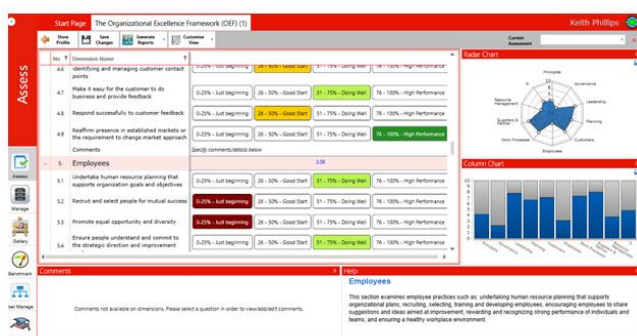 Start Page The Organizational Excellence Framework (OEF) (1) Keith Phillips
Show Profile Save Changes Generate Reports Customise View Current Assessment
Assess
No Dimension Name
4.6 identifying and managing customer contact points
0-25% - Just beginning 26 - 50% - Good Start 51 - 75% - Doing Well 76 - 100% - High Performance
4.7 Make it easy for the customer to do business and provide feedback
0-25% - Just beginning 26 - 50% - Good Start 51 - 75% - Doing Well 76 - 100% - High Performance
4.8 Respond successfully to customer feedback
0-25% - Just beginning 26 - 50% - Good Start 51 - 75% - Doing Well 76 - 100% - High Performance
4.9 Reaffirm presence in established markets or the requirement to change market approach
0-25% - Just beginning 26 - 50% - Good Start 51 - 75% - Doing Well 76 - 100% - High Performance
Comments Specify comments/details below
- 5. Employees 5.08
5.1 Undertake human resource planning that supports organization goals and objectives
0-25% - Just beginning 26 - 50% - Good Start 51 - 75% - Doing Well 76 - 100% - High Performance
5.2 Recruit and select people for mutual success
0-25% - Just beginning 26 - 50% - Good Start 51 - 75% - Doing Well 76 - 100% - High Performance
5.3 Promote equal opportunity and diversity
0-25% - Just beginning 26 - 50% - Good Start 51 - 75% - Doing Well 76 - 100% - High Performance
5.4 Ensure people understand and commit to the strategic direction and improvement
0-25% - Just beginning 26 - 50% - Good Start 51 - 75% - Doing Well 76 - 100% - High Performance
Radar Chart
Principles
Governance
Leadership
Planning
Customers
Employees
Work Processes
Suppliers & Partner
Resource Management
Column Chart
Assess
Manage
Gallery
Benchmark
ser Manage
Comments
Comments not available on dimensions. Please select a question in order to view/add/edit comments.
Help
Employees
This section examines employee practices such as: undertaking human resource planning that supports
organizational plans, recruiting, selecting, training and developing employees, encouraging employees to share
suggestions and ideas aimed at improvement, rewarding and recognizing strong performance of individuals and
teams, and ensuring a healthy workplace environment.